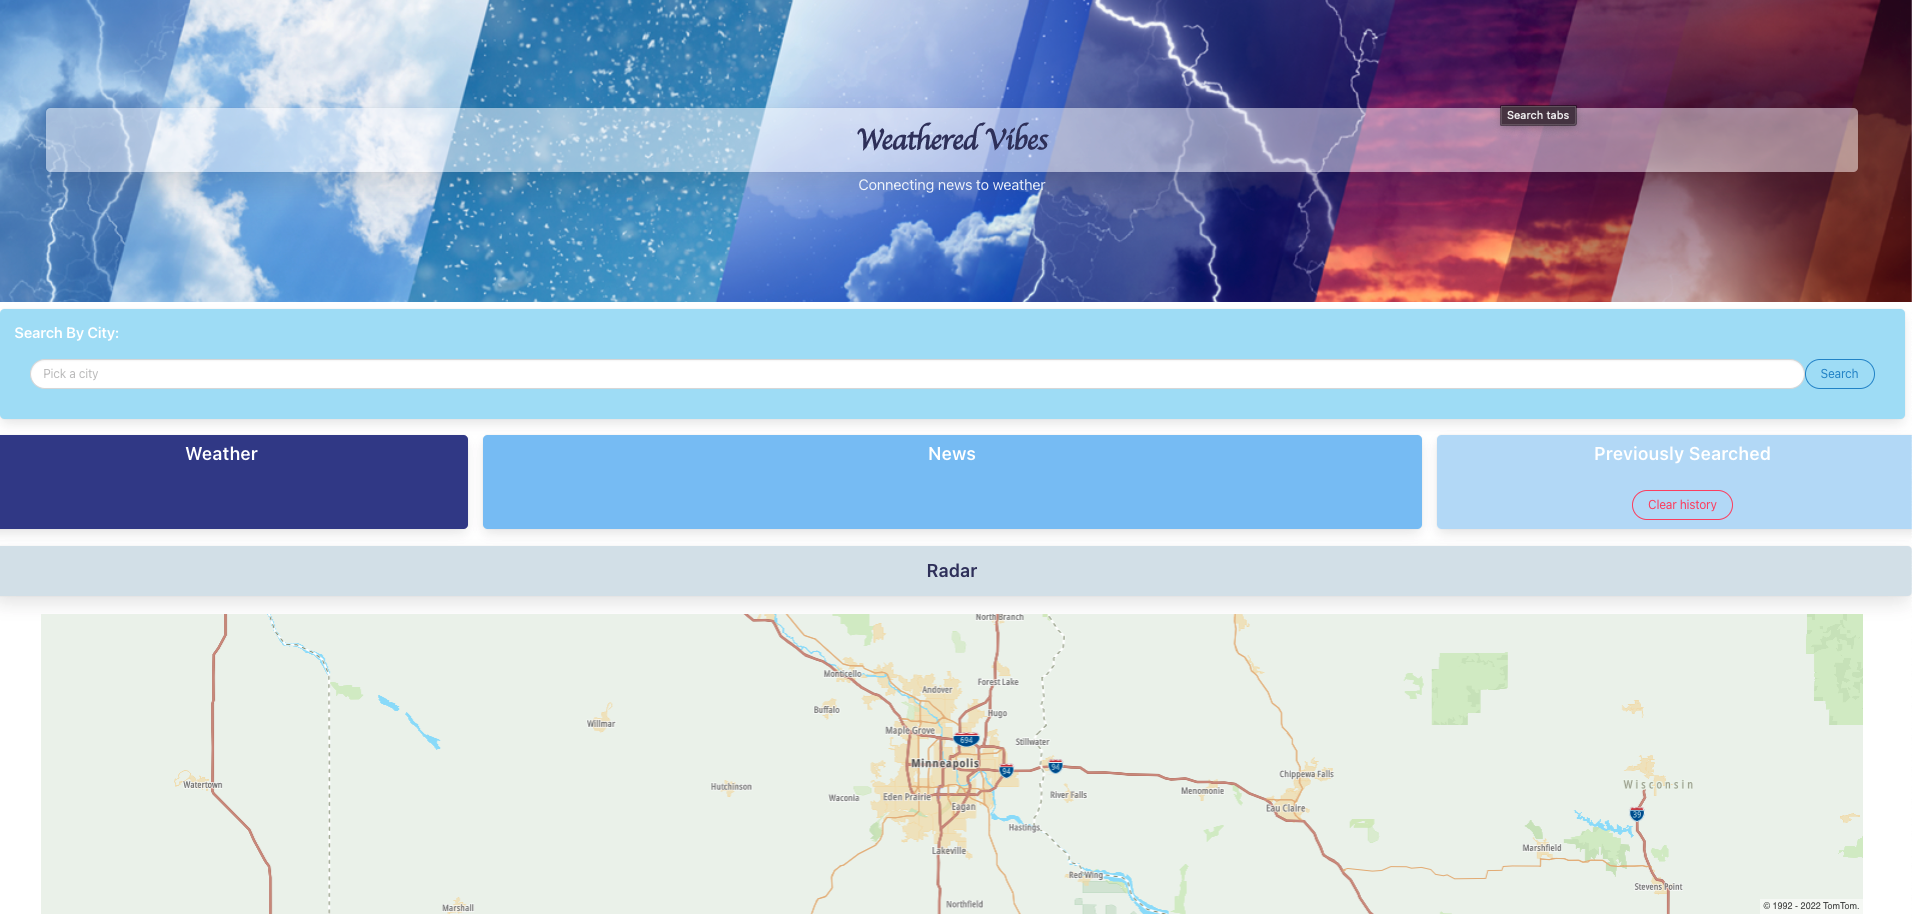 Search tabs
Weathered Vibes
Connecting news to weather
Search By City:
Pick a city
Search
Weather
News
Previously Searched
Clear history
Radar
North Branch
Monticello
Forest Lake
Andover
Buffalo
Hugo
Willmar
Maple Grove
694
Stillwater
Minneapolis
94
94
Chippewa Falls
Watertown
Hutchinson
Wisconsin
Menomonie
River Falls
Waconia
Eden Prairie
Eagan
Eau Claire
39
Hastings
Lakeville
Marshfield
Red Wing
Stevens Point
Northfield
Marshall
© 1992 - 2022 TomTom.